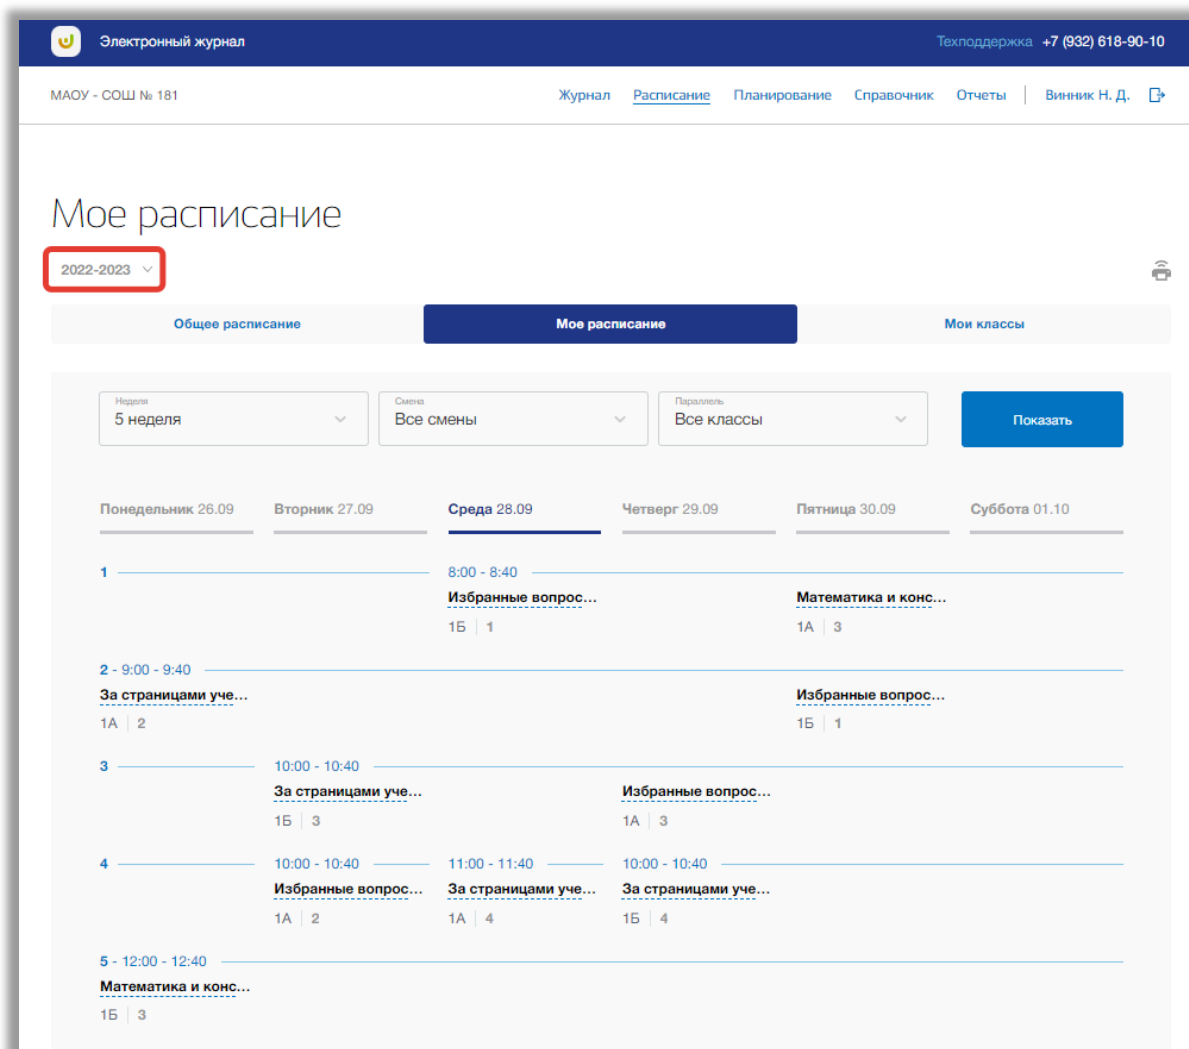 Электронный журнал Техподдержка +7 (932) 618-90-10
МАОУ - СОШ № 181 Журнал Расписание Планирование Справочник Отчеты Винник Н. Д.
Мое расписание
2022-2023
Общее расписание Мое расписание Мои классы
Неделя Смена Параллель
5 неделя Все смены Все классы Показать
Понедельник 26.09 Вторник 27.09 Среда 28.09 Четверг 29.09 Пятница 30.09 Суббота 01.10
1 8:00 - 8:40
Избранные вопрос... Математика и конс...
1Б 1 1А 3
2 - 9:00 - 9:40
За страницами уче... Избранные вопрос...
1А 2 1Б 1
3 10:00 - 10:40
За страницами уче... Избранные вопрос...
1Б 3 1А 3
4 10:00 - 10:40 11:00 - 11:40 10:00 - 10:40
Избранные вопрос... За страницами уче... За страницами уче...
1А 2 1А 4 1Б 4
5 - 12:00 - 12:40
Математика и конс...
1Б 3